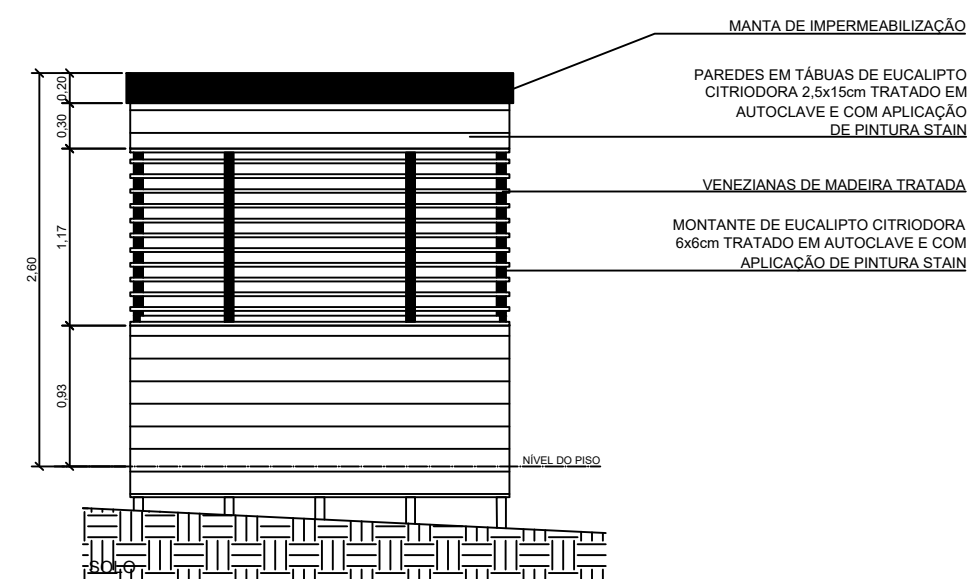 MANTA DE IMPERMEABILIZAÇÃO
PAREDES EM TÁBUAS DE EUCALIPTO
CITRIODORA 2,5x15cm TRATADO EM
AUTOCLAVE E COM APLICAÇÃO
DE PINTURA STAIN
VENEZIANAS DE MADEIRA TRATADA
MONTANTE DE EUCALIPTO CITRIODORA
6x6cm TRATADO EM AUTOCLAVE E COM
APLICAÇÃO DE PINTURA STAIN
0,20
0,30
1,17
2,60
0,93
NÍVEL DO PISO
SOLO